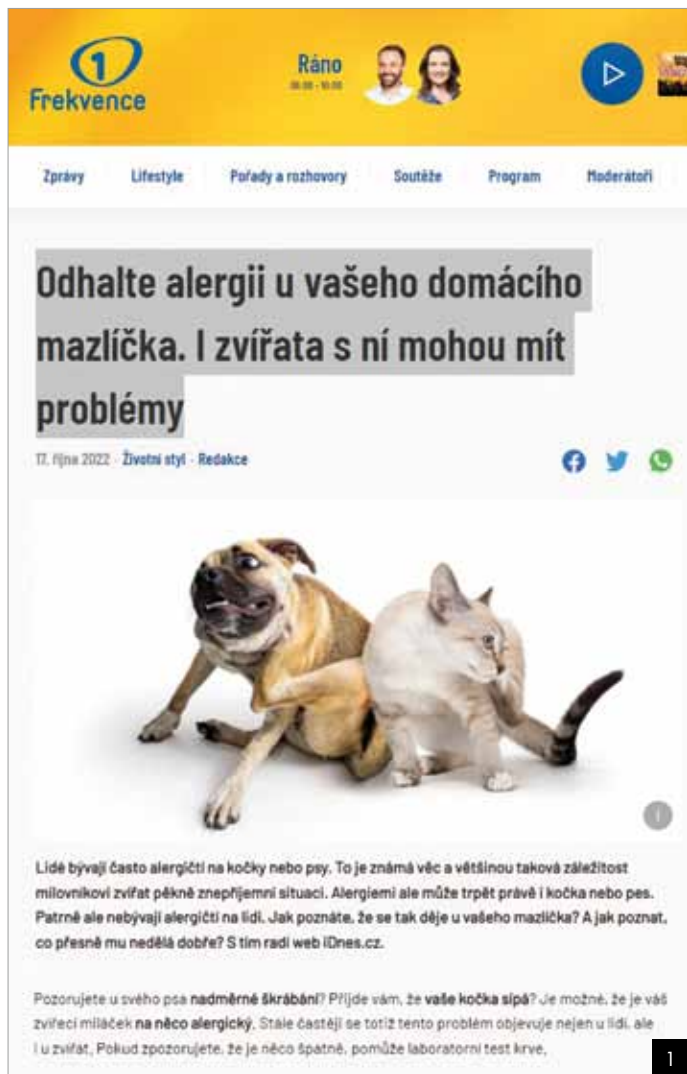 1
Frekvence
Ráno
Zprávy Lifestyle Pořady a rozhovory Soutěže Program Moderátoři
Odhalte alergii u vašeho domácího
mazlíčka. I zvířata s ní mohou mít
problémy
17. října 2022 - Životní styl - Redakce
Lidé bývají často alergičtí na kočky nebo psy. To je známá věc a většinou taková záležitost
milovníkovi zvířat pěkně znepříjemní situaci. Alergiemi ale může trpět právě i kočka nebo pes.
Patrně ale nebývají alergičtí na lidi. Jak poznáte, že se tak děje u vašeho mazlíčka? A jak poznat,
co přesně mu nedělá dobře? S tím radí web iDnes.cz.
Pozorujete u svého psa nadměrné škrábání? Přijde vám, že vaše kočka sípá? Je možné, že je váš
zvířecí miláček na něco alergický. Stále častěji se totiž tento problém objevuje nejen u lidí, ale
i u zvířat. Pokud zpozorujete, že je něco špatně, pomůže laboratorní test krve.
1